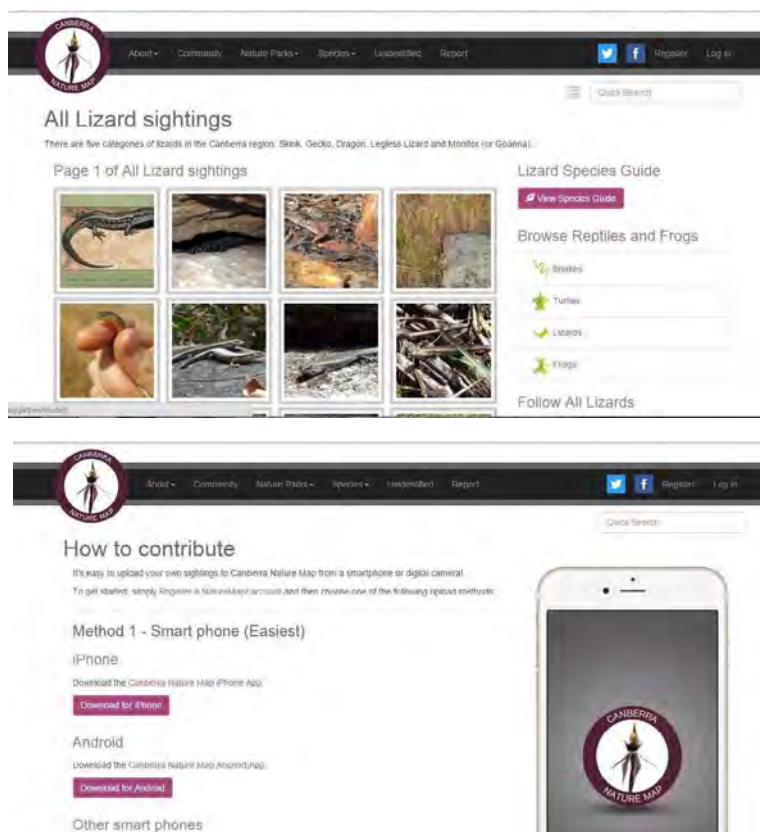 CANBERRA
NATURE MAP
About Community Nature Parks Species Unidentified Report Register Log in
Quick Search
All Lizard sightings
There are five categories of lizards in the Canberra region: Skink, Gecko, Dragon, Legless Lizard and Monitor (or Goanna).
Page 1 of All Lizard sightings
Lizard Species Guide
View Species Guide
Browse Reptiles and Frogs
Snakes
Turtles
Lizards
Frogs
Follow All Lizards
CANBERRA
NATURE MAP
About Community Nature Parks Species Unidentified Report Register Log in
Quick Search
How to contribute
It's easy to upload your own sightings to Canberra Nature Map from a smartphone or digital camera!
To get started, simply Register a NatureMapr account and then choose one of the following upload methods:
Method 1 - Smart phone (Easiest)
iPhone
Download the Canberra Nature Map iPhone App.
Download for iPhone
Android
Download the Canberra Nature Map Android App.
Download for Android
Other smart phones
CANBERRA
NATURE MAP